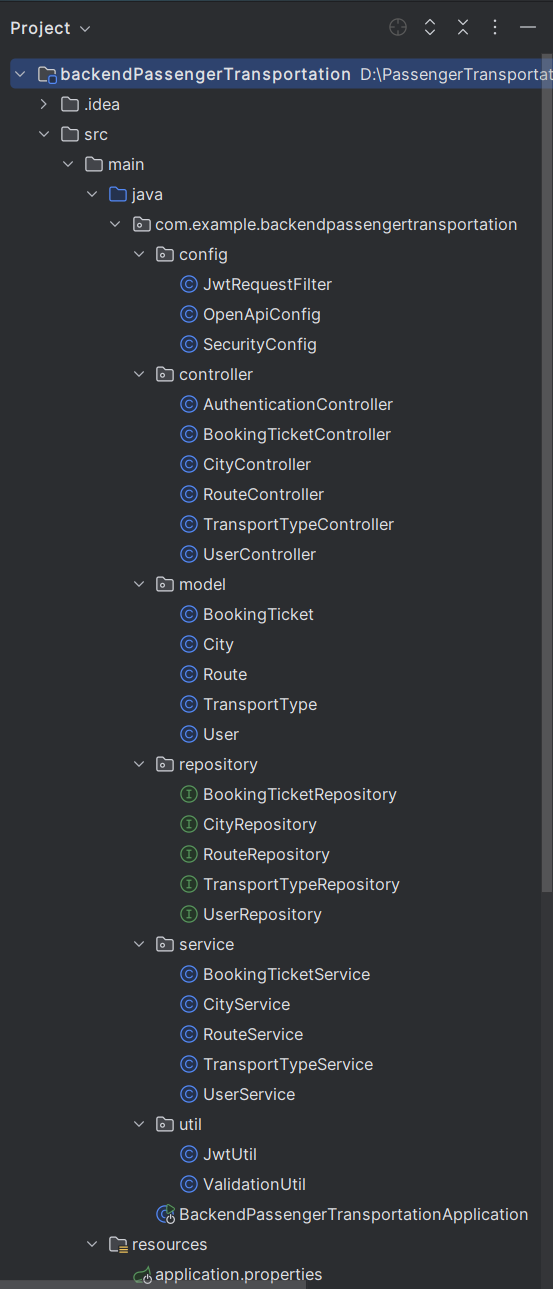 Project
backendPassengerTransportation D:\PassengerTransportat
.idea
src
main
java
com.example.backendpassengertransportation
config
JwtRequestFilter
OpenApiConfig
SecurityConfig
controller
AuthenticationController
BookingTicketController
CityController
RouteController
TransportTypeController
UserController
model
BookingTicket
City
Route
TransportType
User
repository
BookingTicketRepository
CityRepository
RouteRepository
TransportTypeRepository
UserRepository
service
BookingTicketService
CityService
RouteService
TransportTypeService
UserService
util
JwtUtil
ValidationUtil
BackendPassengerTransportationApplication
resources
application.properties